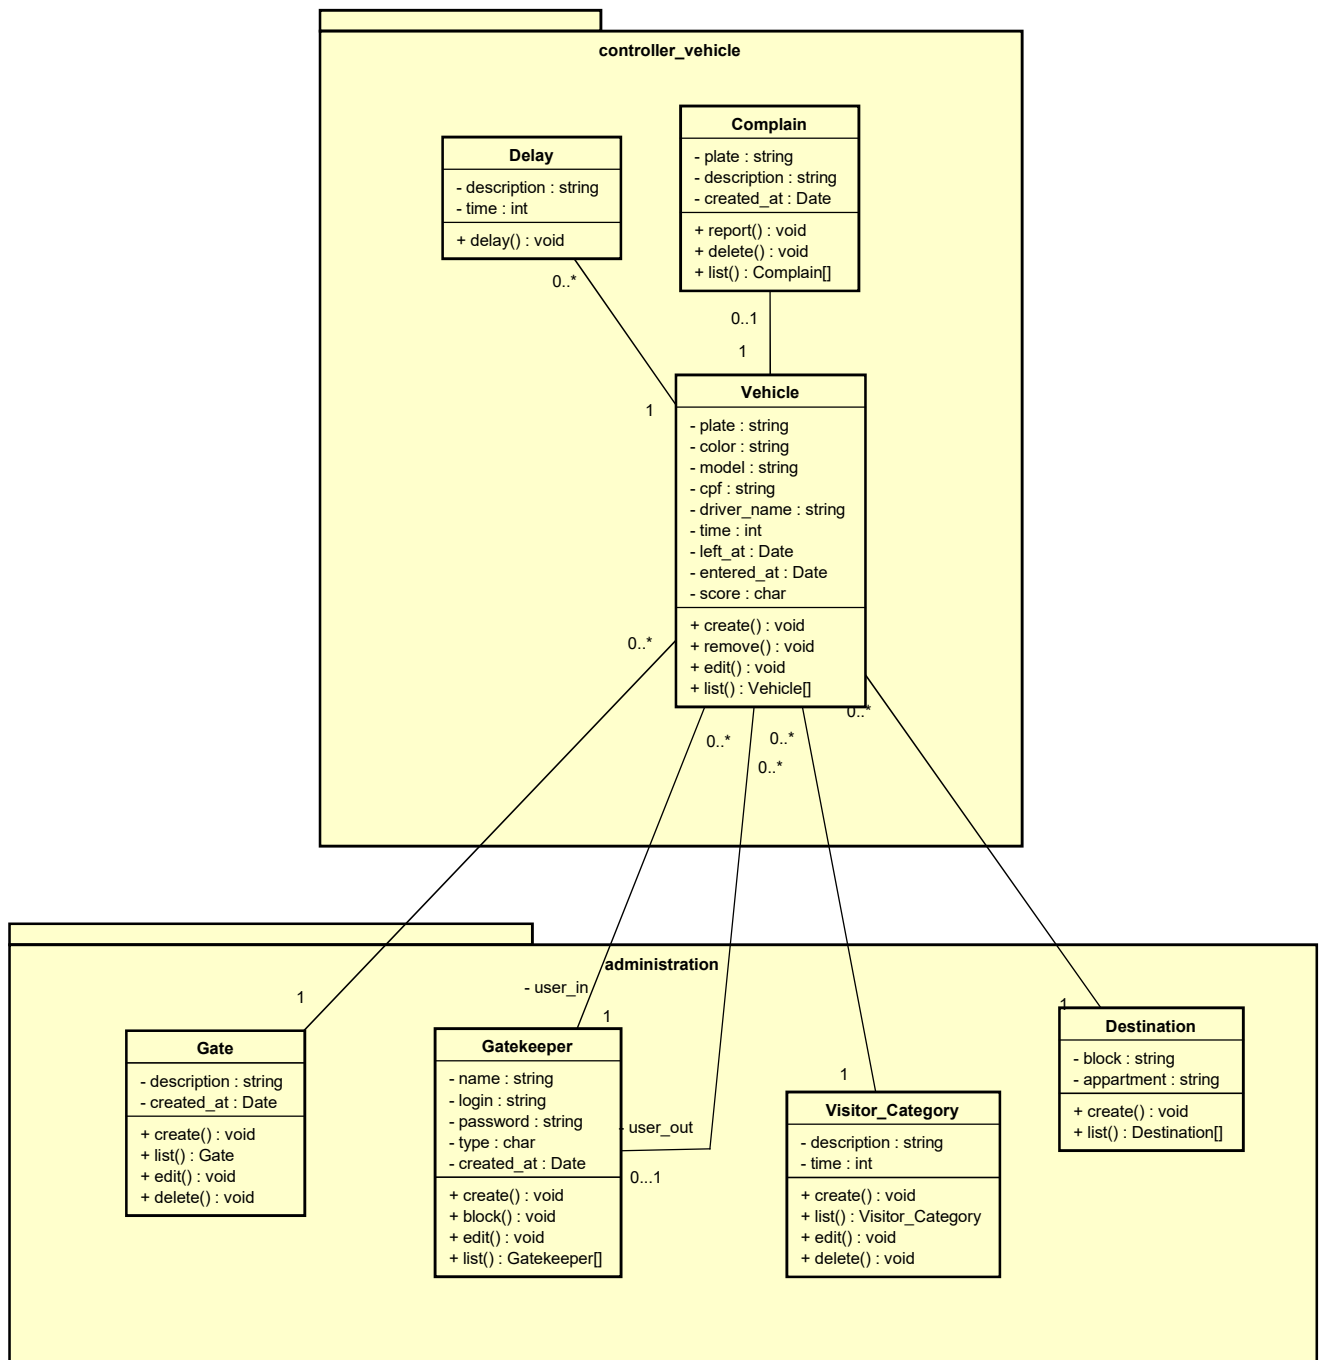 controller_vehicle
Delay
- description : string
- time : int
+ delay() : void
Complain
- plate : string
- description : string
- created_at : Date
+ report() : void
+ delete() : void
+ list() : Complain[]
0..*
1
0..1
1
Vehicle
- plate : string
- color : string
- model : string
- cpf : string
- driver_name : string
- time : int
- left_at : Date
- entered_at : Date
- score : char
+ create() : void
+ remove() : void
+ edit() : void
+ list() : Vehicle[]
0..*
0..*
0..*
0..*
0..*
administration
1
- user_in
1
- user_out
0...1
1
1
Gate
- description : string
- created_at : Date
+ create() : void
+ list() : Gate
+ edit() : void
+ delete() : void
Gatekeeper
- name : string
- login : string
- password : string
- type : char
- created_at : Date
+ create() : void
+ block() : void
+ edit() : void
+ list() : Gatekeeper[]
Visitor_Category
- description : string
- time : int
+ create() : void
+ list() : Visitor_Category
+ edit() : void
+ delete() : void
Destination
- block : string
- appartment : string
+ create() : void
+ list() : Destination[]